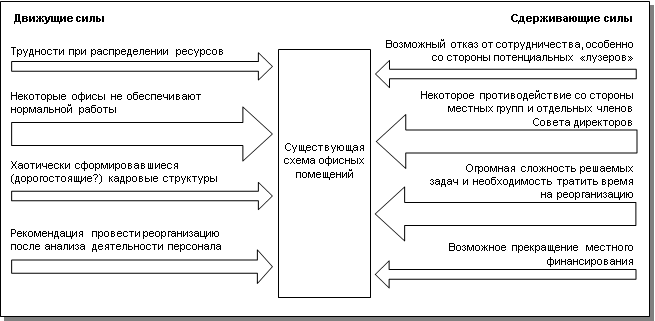 Движущие силы
Сдерживающие силы
Трудности при распределении ресурсов
Некоторые офисы не обеспечивают
нормальной работы
Хаотически сформировавшиеся
(дорогостоящие?) кадровые структуры
Рекомендация провести реорганизацию
после анализа деятельности персонала
Существующая
схема офисных
помещений
Возможный отказ от сотрудничества, особенно
со стороны потенциальных «лузеров»
Некоторое противодействие со стороны
местных групп и отдельных членов
Совета директоров
Огромная сложность решаемых
задач и необходимость тратить время
на реорганизацию
Возможное прекращение местного
финансирования